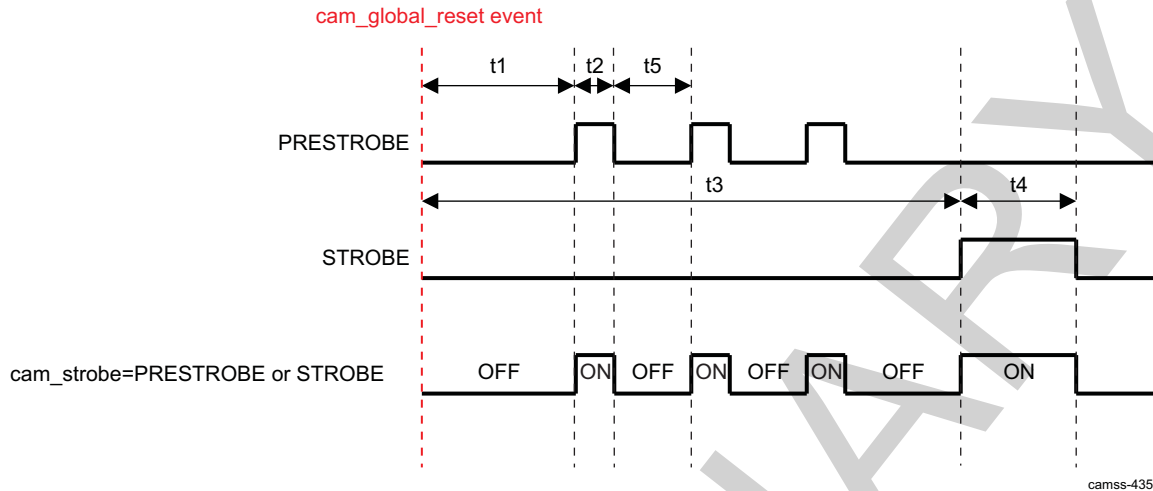 cam_global_reset event
t1 t2 t5
PRESTROBE
t3 t4
STROBE
cam_strobe=PRESTROBE or STROBE OFF ON OFF ON OFF ON OFF ON
camss-435